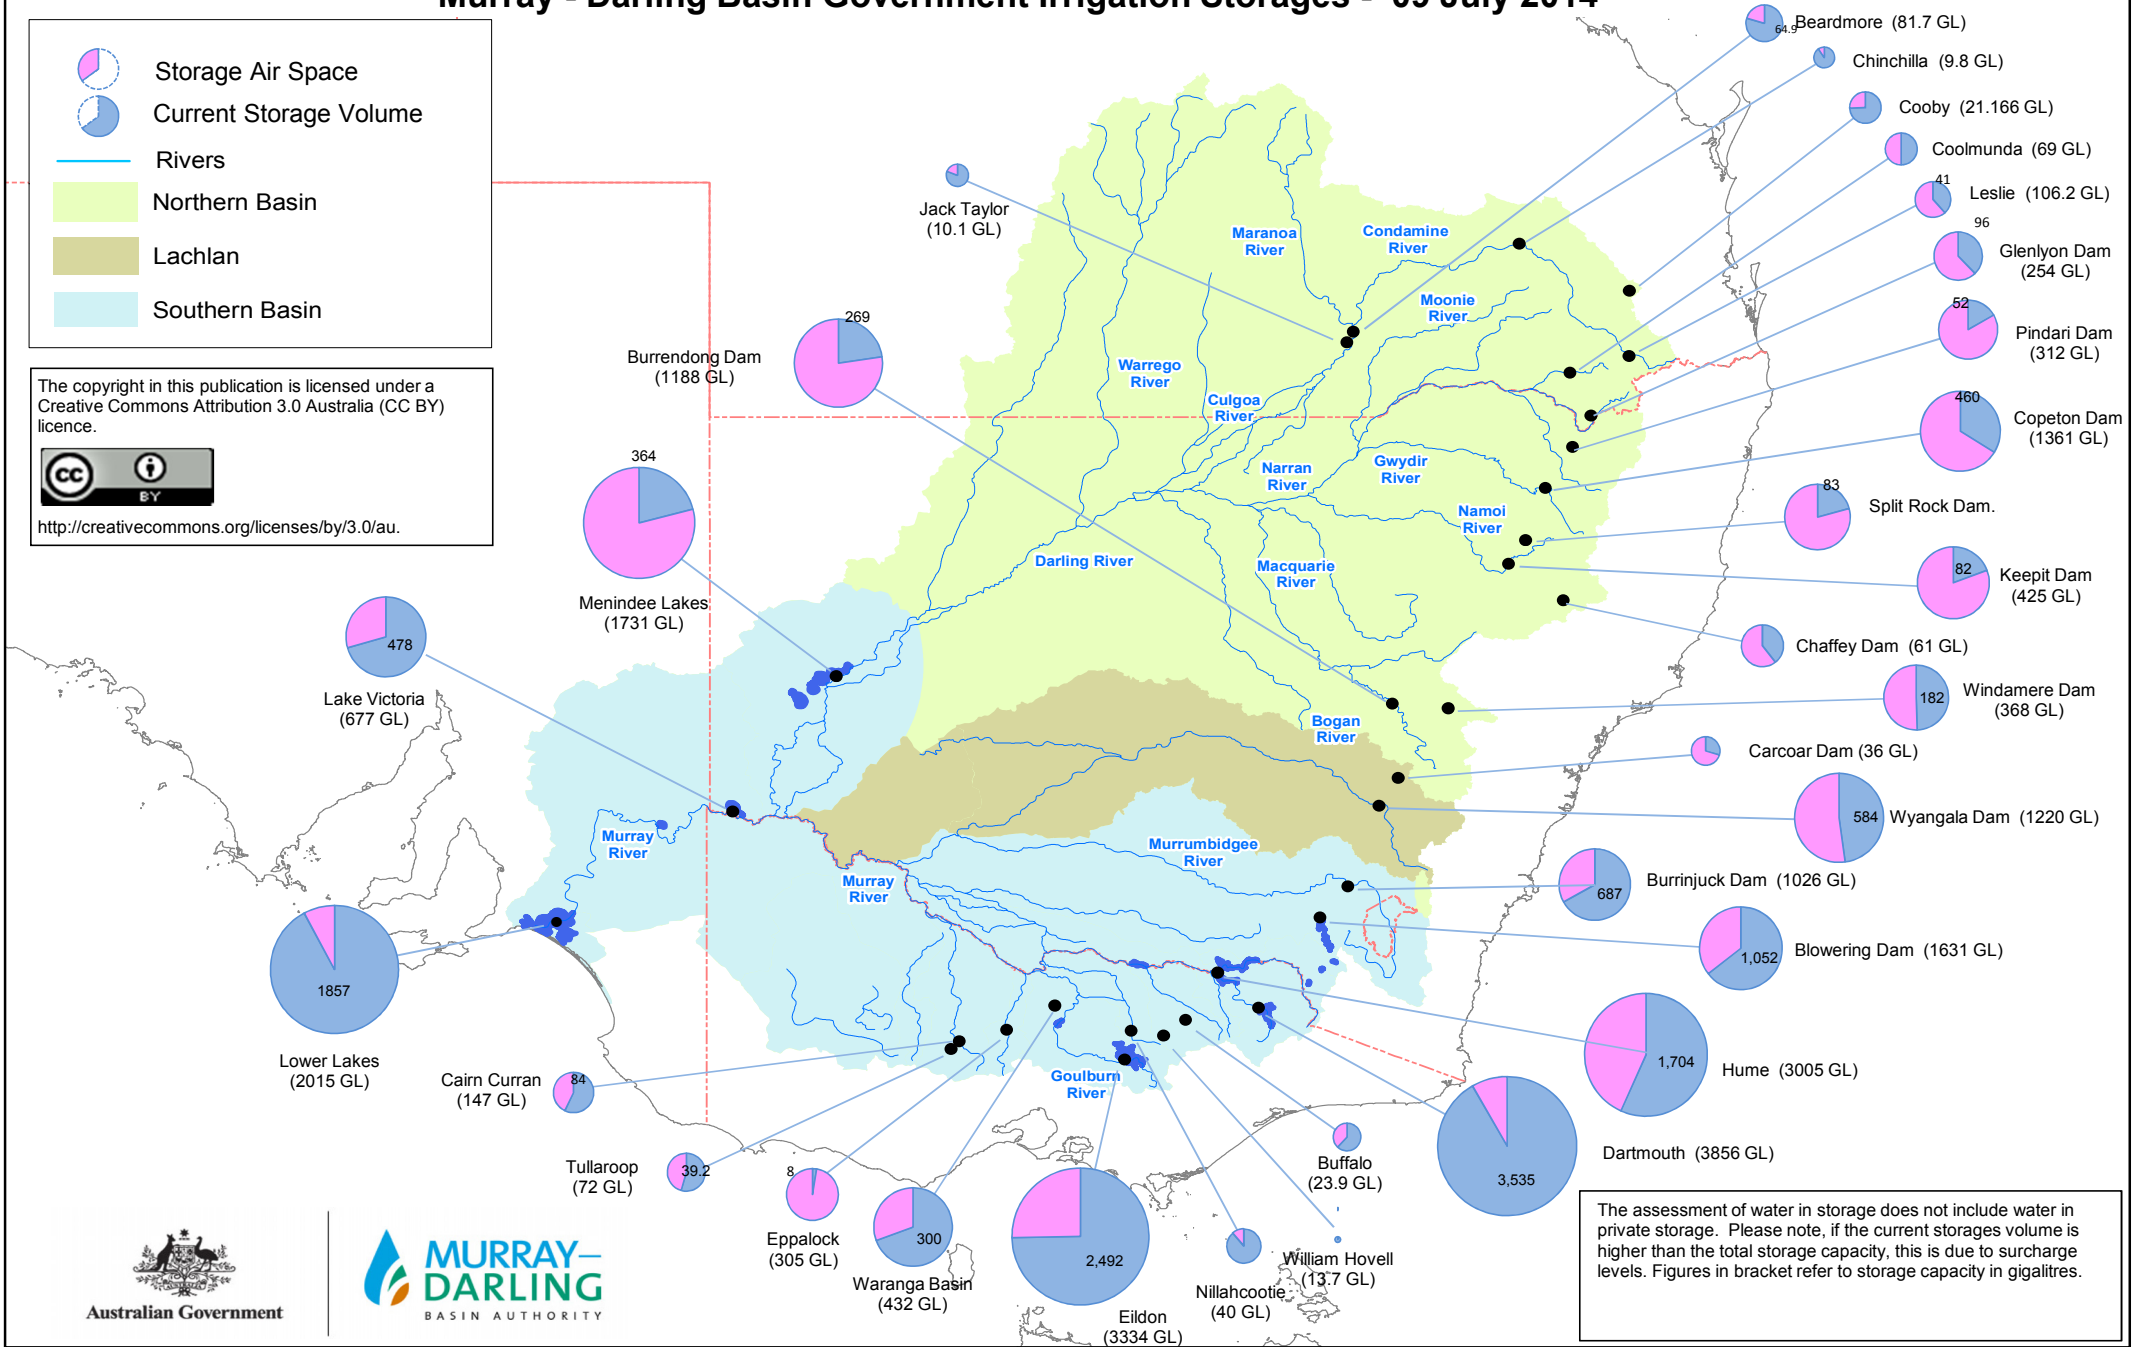 Murray - Darling Basin Government Irrigation Storages - 09 July 2014
Storage Air Space
Current Storage Volume
Rivers
Northern Basin
Lachlan
Southern Basin
The copyright in this publication is licensed under a
Creative Commons Attribution 3.0 Australia (CC BY)
licence.
cc
BY
http://creativecommons.org/licenses/by/3.0/au.
64.9
Beardmore (81.7 GL)
Chinchilla (9.8 GL)
Cooby (21.166 GL)
Coolmunda (69 GL)
41
Leslie (106.2 GL)
96
Glenlyon Dam
(254 GL)
52
Pindari Dam
(312 GL)
460
Copeton Dam
(1361 GL)
83
Split Rock Dam.
82
Keepit Dam
(425 GL)
Chaffey Dam (61 GL)
182
Windamere Dam
(368 GL)
Carcoar Dam (36 GL)
584
Wyangala Dam (1220 GL)
687
Burrinjuck Dam (1026 GL)
1,052
Blowering Dam (1631 GL)
1,704
Hume (3005 GL)
3,535
Dartmouth (3856 GL)
Jack Taylor
(10.1 GL)
269
Burrendong Dam
(1188 GL)
364
Menindee Lakes
(1731 GL)
478
Lake Victoria
(677 GL)
1857
Lower Lakes
(2015 GL)
84
Cairn Curran
(147 GL)
39.2
Tullaroop
(72 GL)
8
Eppalock
(305 GL)
300
Waranga Basin
(432 GL)
2,492
Eildon
(3334 GL)
Nillahcootie
(40 GL)
William Hovell
(13.7 GL)
Buffalo
(23.9 GL)
Maranoa
River
Condamine
River
Moonie
River
Warrego
River
Culgoa
River
Narran
River
Gwydir
River
Namoi
River
Darling River
Macquarie
River
Bogan
River
Murray
River
Murray
River
Murrumbidgee
River
Goulburn
River
The assessment of water in storage does not include water in
private storage. Please note, if the current storages volume is
higher than the total storage capacity, this is due to surcharge
levels. Figures in bracket refer to storage capacity in gigalitres.
Australian Government
MURRAY–
DARLING
BASIN AUTHORITY